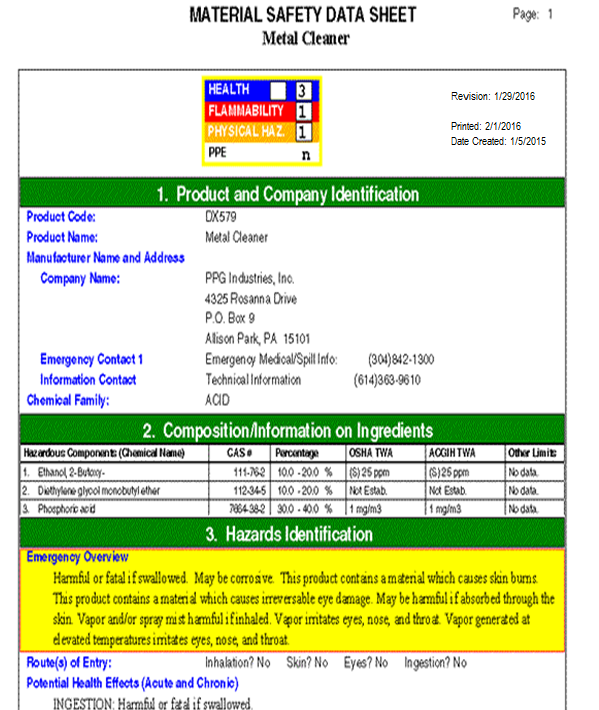 MATERIAL SAFETY DATA SHEET
Page: 1
Metal Cleaner
HEALTH 3
FLAMMABILITY 1
PHYSICAL HAZ. 1
PPE n
Revision: 1/29/2016
Printed: 2/1/2016
Date Created: 1/5/2015
1. Product and Company Identification
Product Code: DX579
Product Name: Metal Cleaner
Manufacturer Name and Address
Company Name: PPG Industries, Inc.
4325 Rosanna Drive
P.O. Box 9
Allison Park, PA 15101
Emergency Contact 1 Emergency Medical/Spill Info: (304)842-1300
Information Contact Technical Information (614)363-9610
Chemical Family: ACID
2. Composition/Information on Ingredients
Hazardous Components (Chemical Name) CAS # Percentage OSHA TWA ACGIH TWA Other Limits
1. Ethanol, 2-Butoxy- 111-76-2 10.0 -20.0 % (S) 25 ppm (S) 25 ppm No data.
2. Diethylene glycol monobutyl ether 112-34-5 10.0 -20.0 % Not Estab. Not Estab. No data.
3. Phosphoric acid 7664-38-2 30.0 -40.0 % 1 mg/m3 1 mg/m3 No data.
3. Hazards Identification
Emergency Overview
Harmful or fatal if swallowed. May be corrosive. This product contains a material which causes skin burns.
This product contains a material which causes irreversable eye damage. May be harmful if absorbed through the
skin. Vapor and/or spray mist harmful if inhaled. Vapor irritates eyes, nose, and throat. Vapor generated at
elevated temperatures irritates eyes, nose, and throat.
Route(s) of Entry: Inhalation? No Skin? No Eyes? No Ingestion? No
Potential Health Effects (Acute and Chronic)
INGESTION: Harmful or fatal if swallowed.